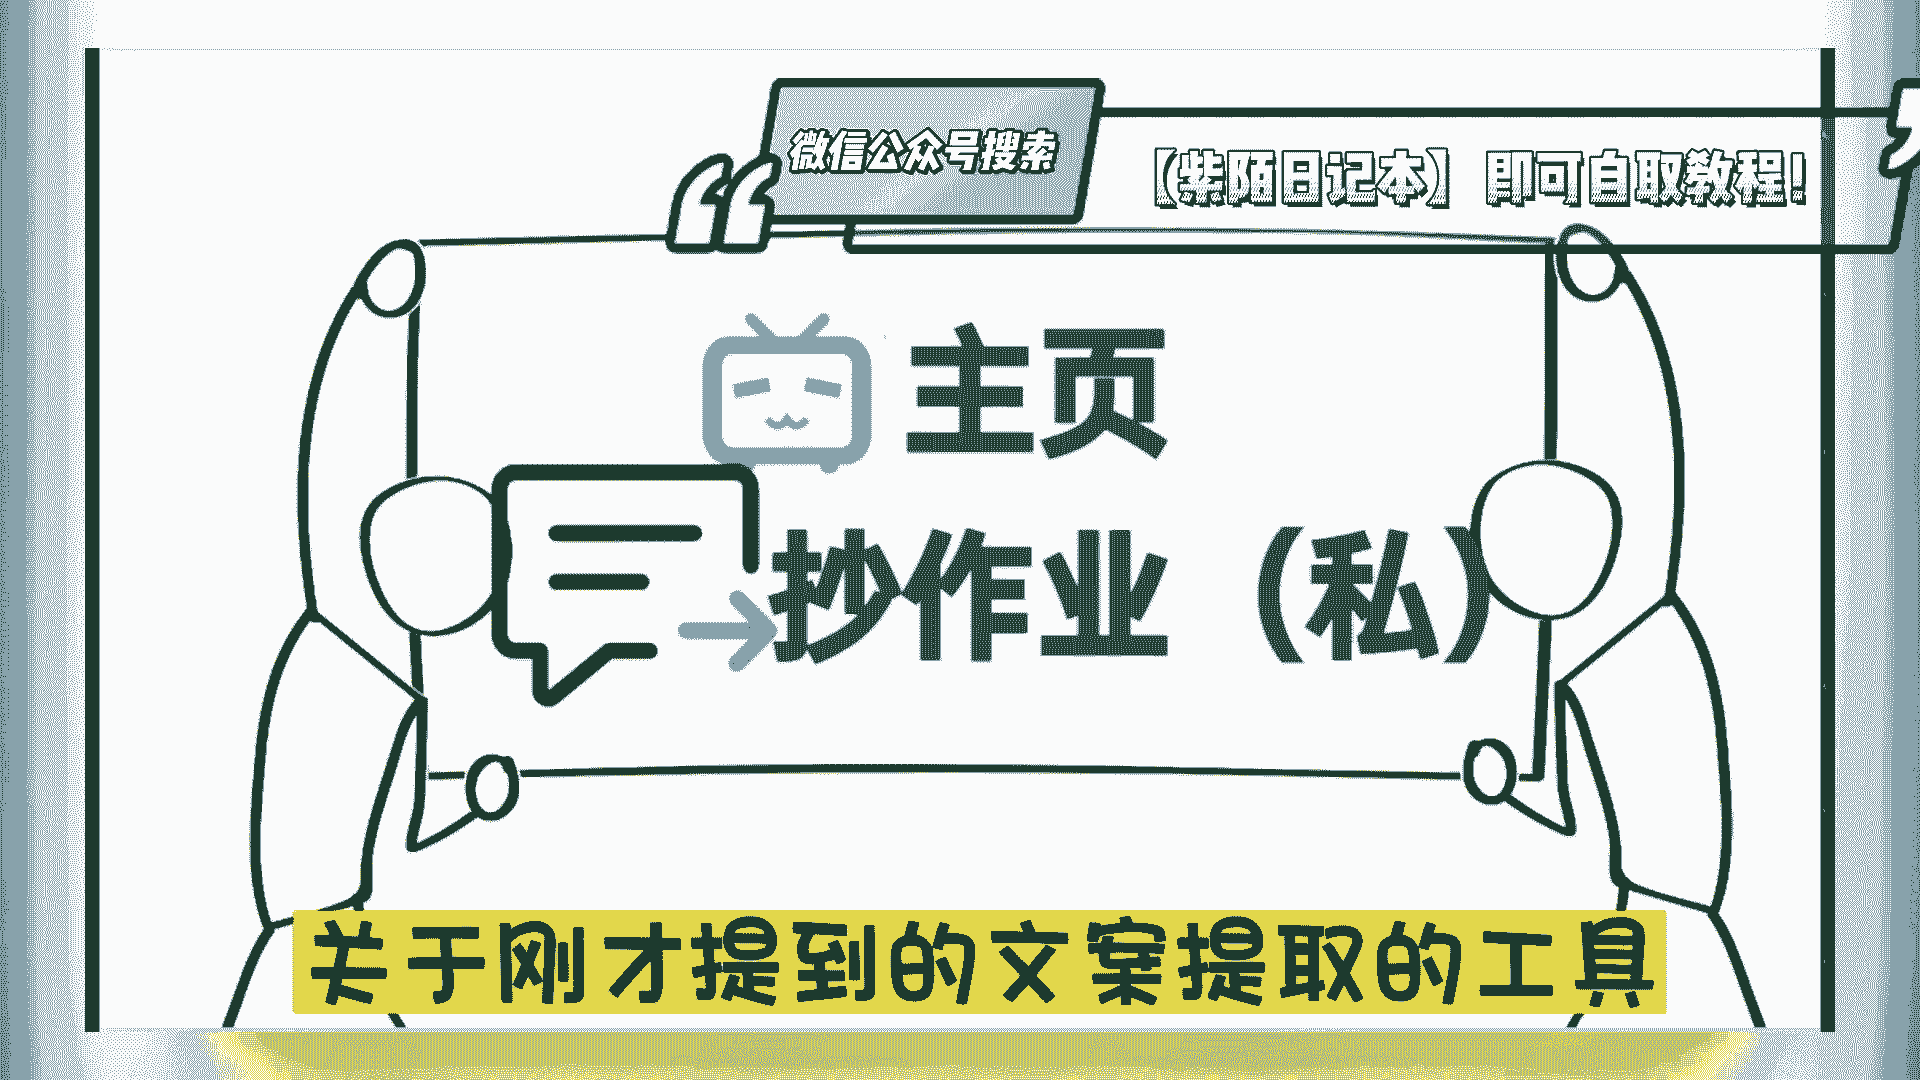 微信公众号搜索
【紫陌日记本】 即可自取教程！
主页
抄作业（私）
关于刚才提到的文案提取的工具